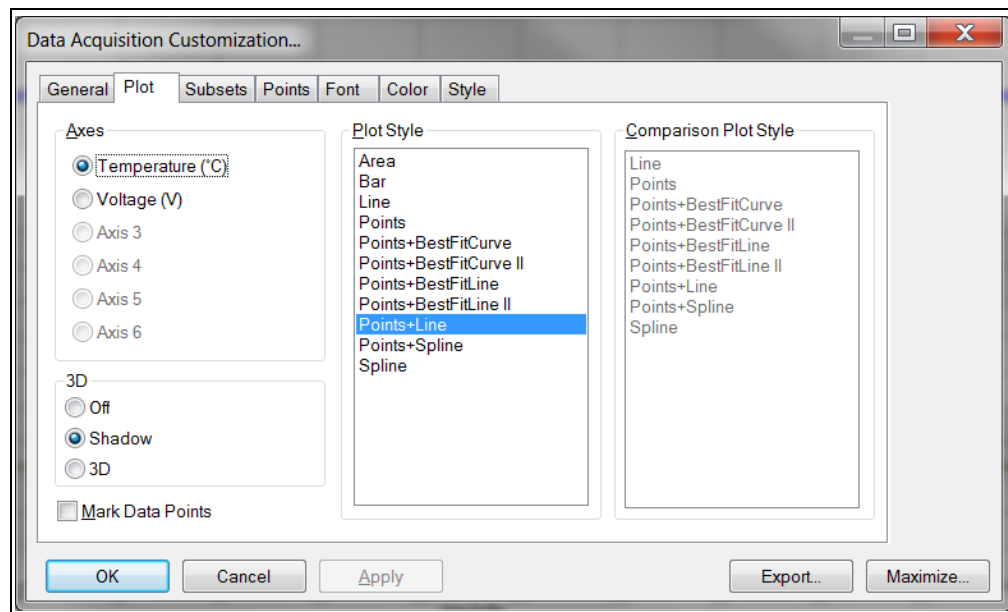 Data Acquisition Customization...
General Plot Subsets Points Font Color Style
Axes
Temperature (°C)
Voltage (V)
Axis 3
Axis 4
Axis 5
Axis 6
3D
Off
Shadow
3D
Mark Data Points
Plot Style
Area
Bar
Line
Points
Points+BestFitCurve
Points+BestFitCurve II
Points+BestFitLine
Points+BestFitLine II
Points+Line
Points+Spline
Spline
Comparison Plot Style
Line
Points
Points+BestFitCurve
Points+BestFitCurve II
Points+BestFitLine
Points+BestFitLine II
Points+Line
Points+Spline
Spline
OK Cancel Apply Export... Maximize...